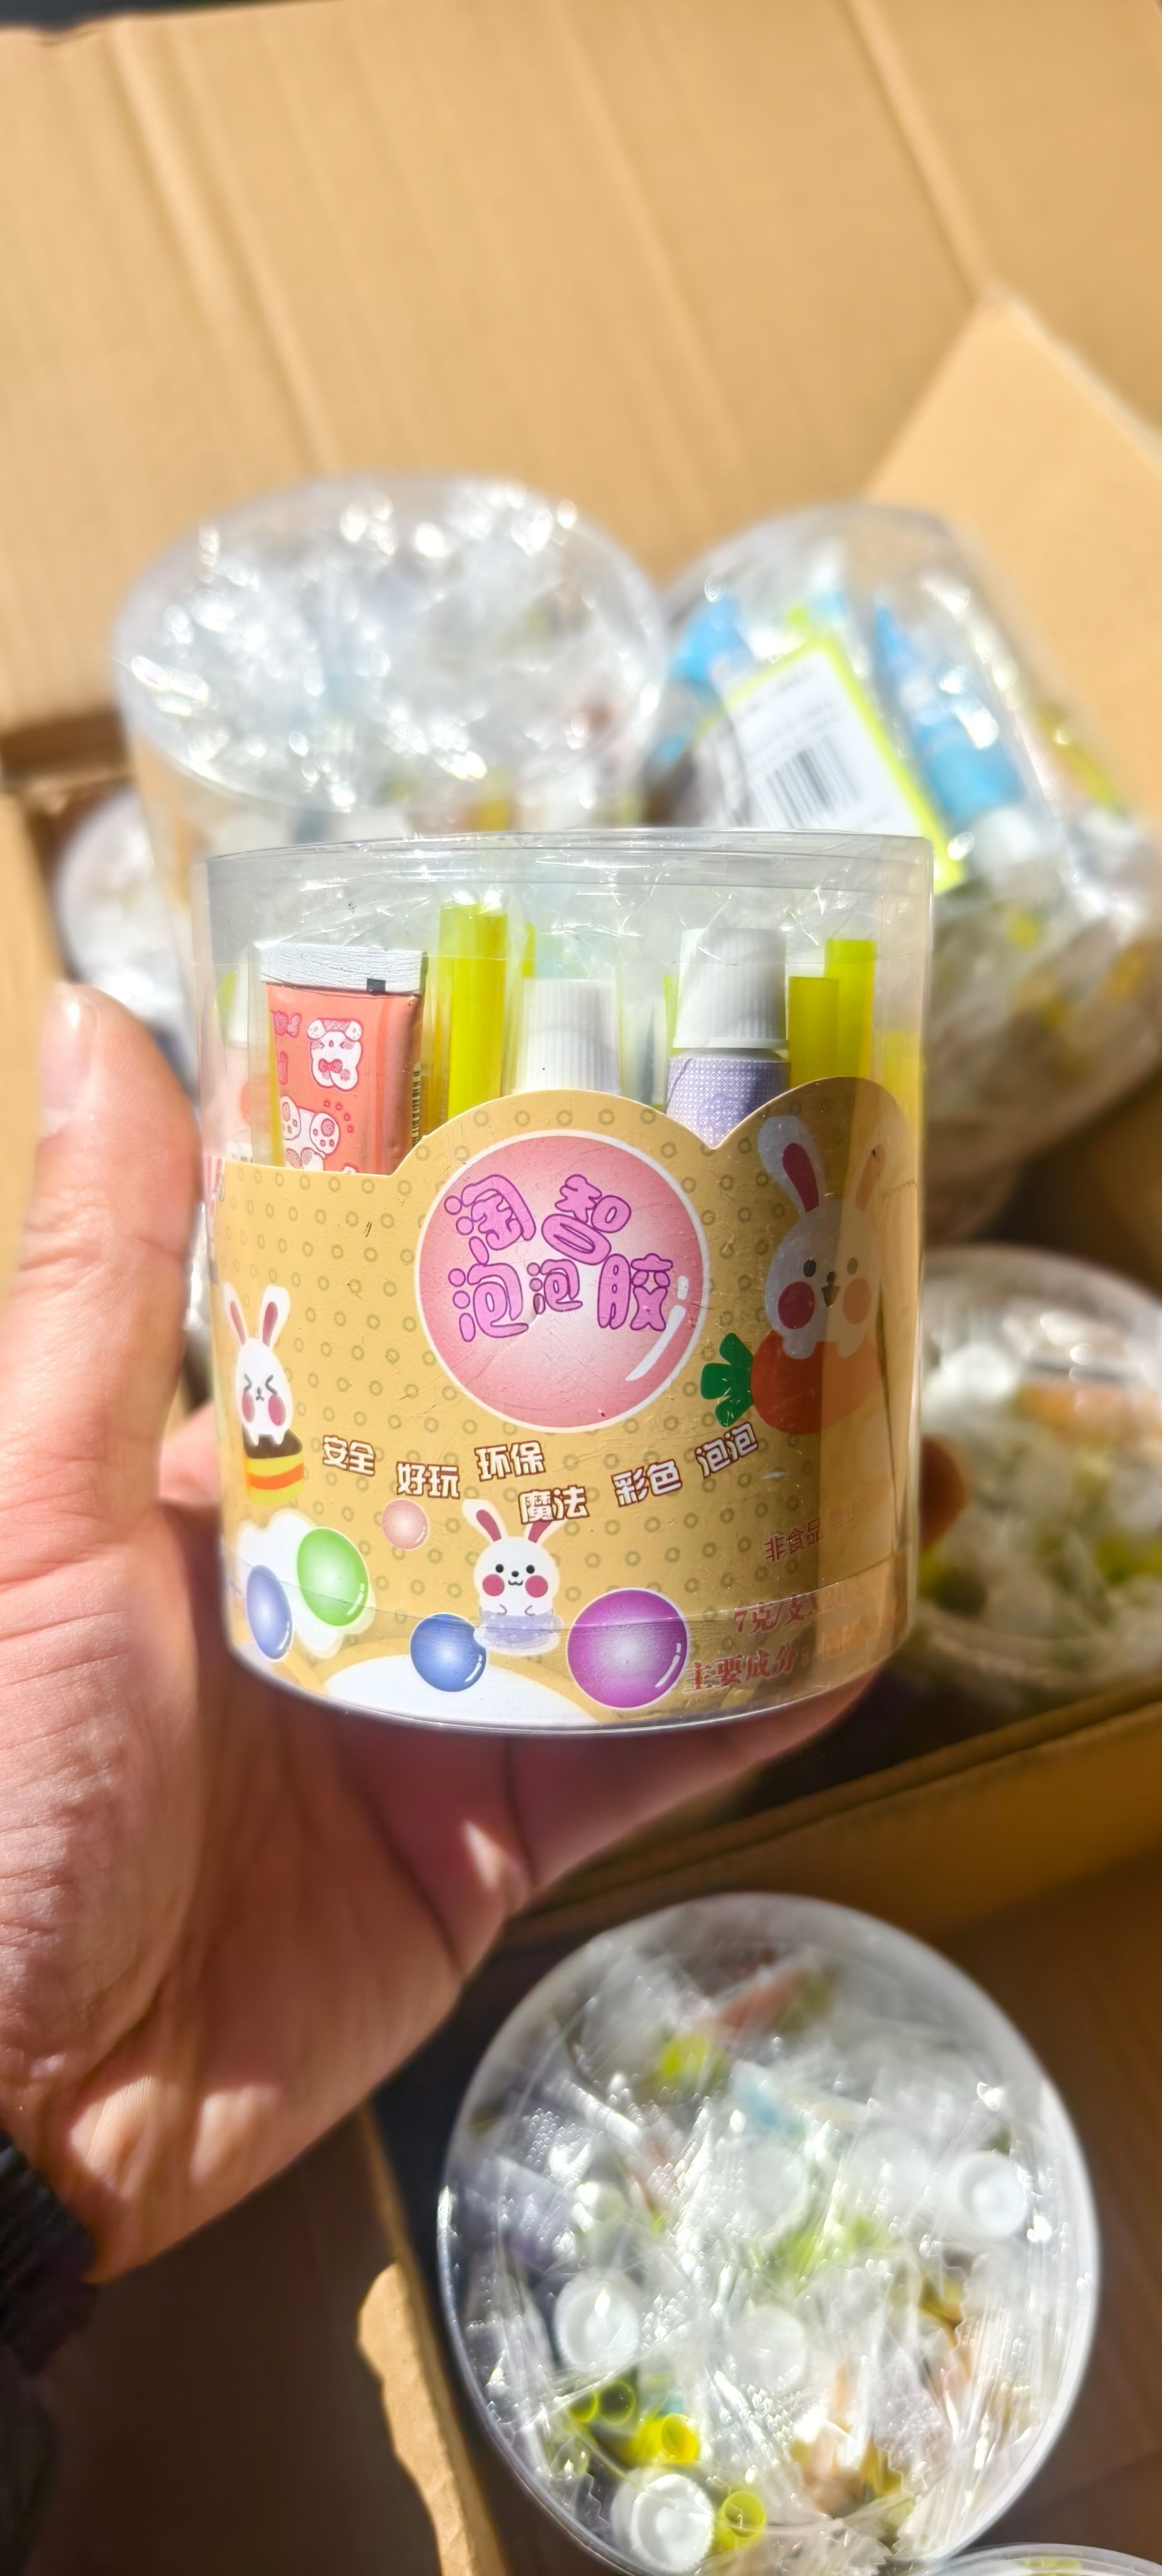 淘智
泡泡胶
安全 好玩 环保
魔法 彩色 泡泡
非食品
7克/支X
主要成分